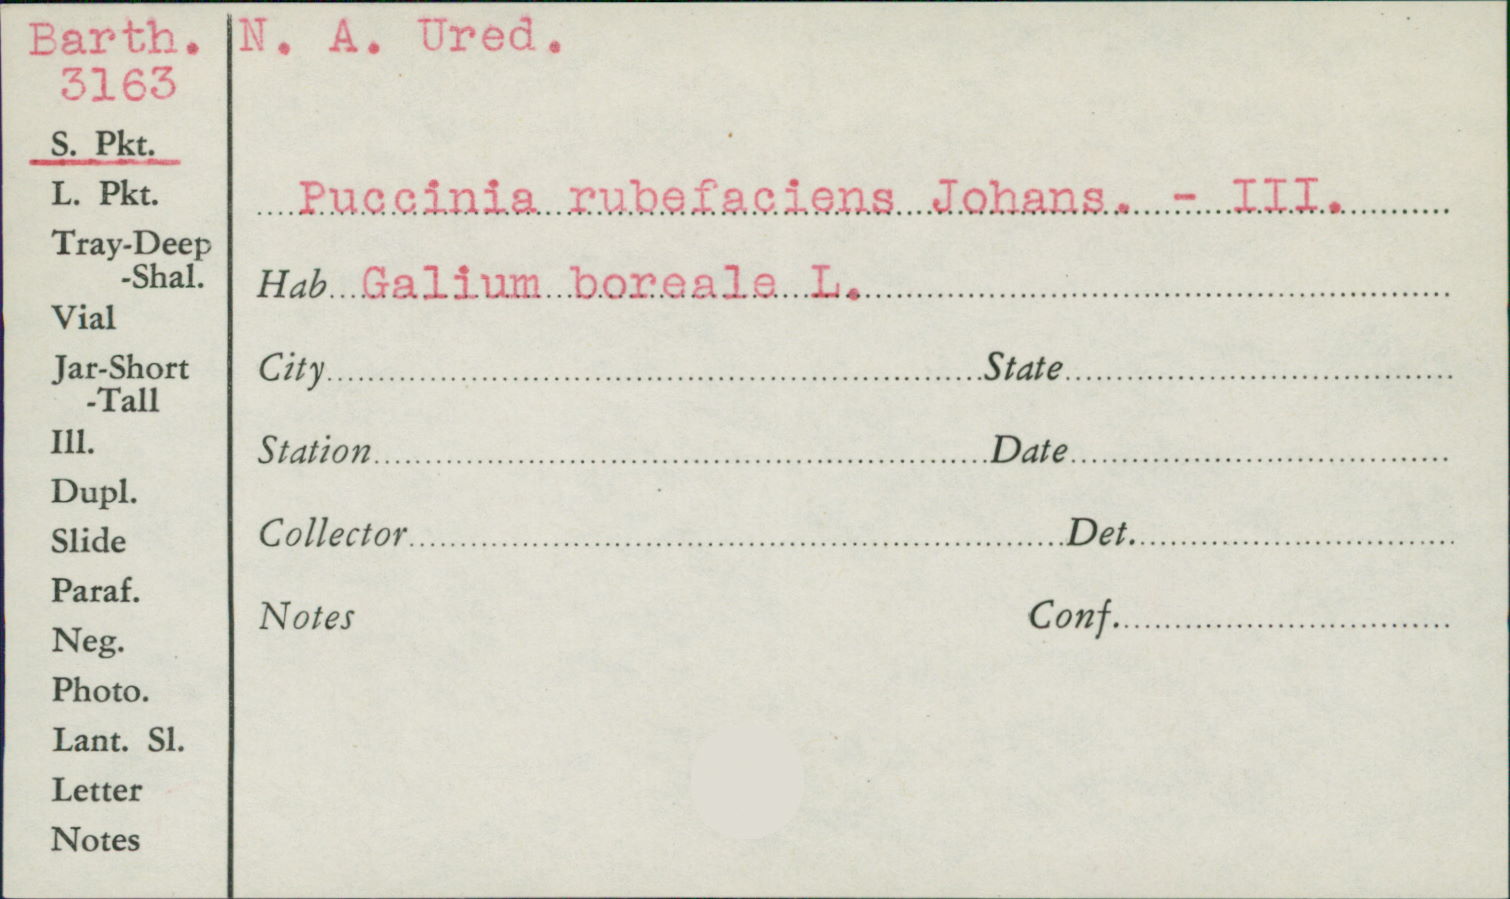 Barth. N. A. Ured.
3163
S. Pkt.
L. Pkt.
Tray-Deep
-Shal.
Vial
Jar-Short
-Tall
Ill.
Dupl.
Slide
Paraf.
Neg.
Photo.
Lant. Sl.
Letter
Notes
Puccinia rubefaciens Johans. - III.
Hab Galium boreale L.
City State
Station Date
Collector Det.
Notes Conf.